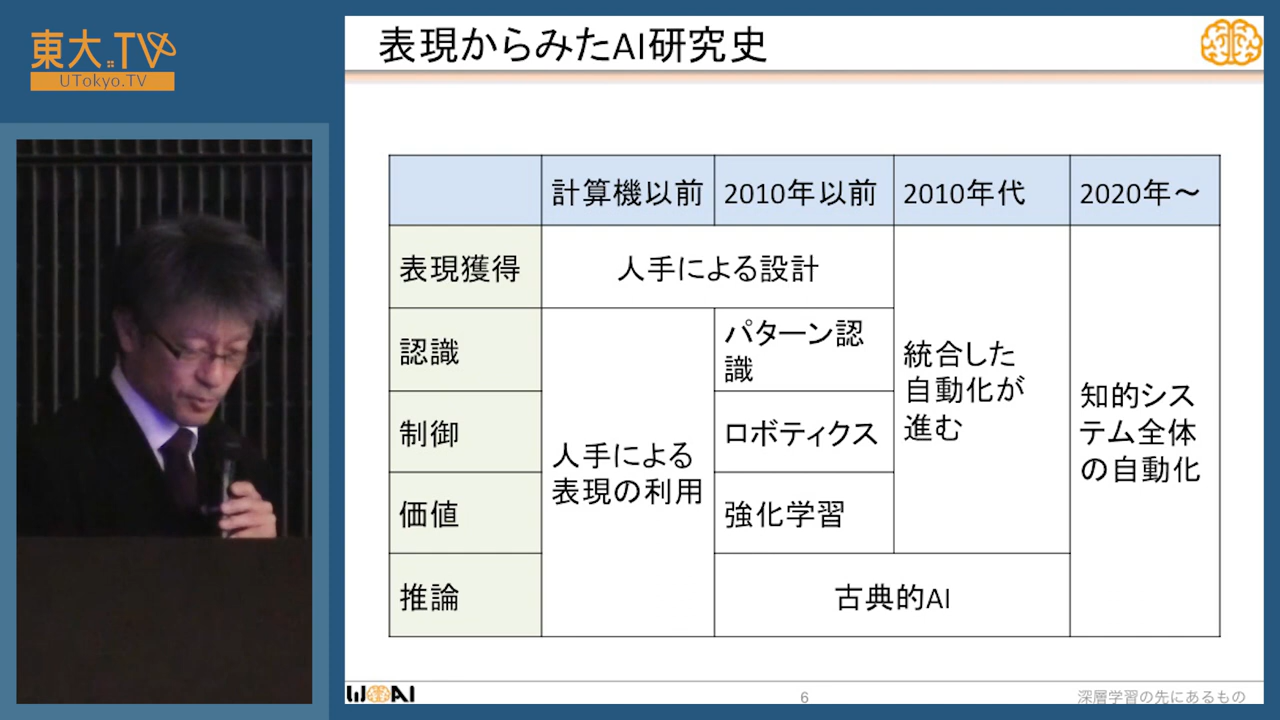 東大.TV
UTokyo.TV
表現からみたAI研究史
計算機以前
2010年以前
2010年代
2020年～
表現獲得
人手による設計
認識
パターン認
識
制御
ロボティクス
価値
強化学習
推論
人手による
表現の利用
統合した
自動化が
進む
知的シス
テム全体
の自動化
古典的AI
WBAI
6
深層学習の先にあるもの